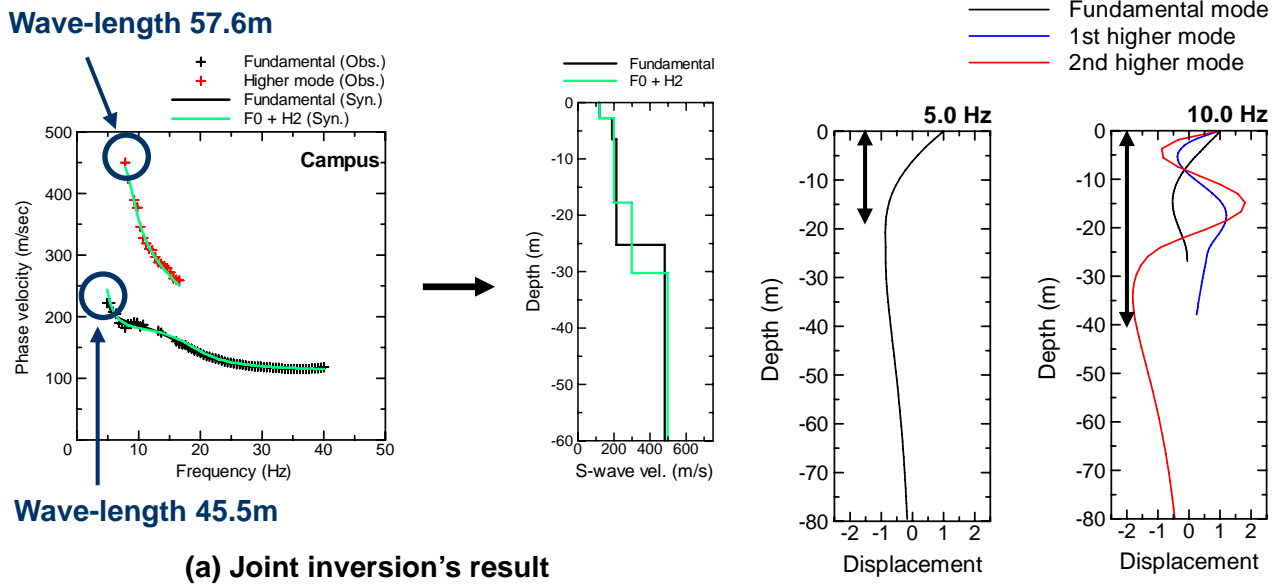 Wave-length 57.6m
Fundamental (Obs.)
Higher mode (Obs.)
Fundamental (Syn.)
F0 + H2 (Syn.)
Campus
500
400
300
200
100
0
10
20
30
40
50
Phase velocity (m/sec)
Frequency (Hz)
Wave-length 45.5m
Fundamental
F0 + H2
0
-10
-20
-30
-40
-50
-60
0
200
400
600
Depth (m)
S-wave vel. (m/s)
(a) Joint inversion's result
Fundamental mode
1st higher mode
2nd higher mode
5.0 Hz
0
-10
-20
-30
-40
-50
-60
-70
-80
-2 -1 0 1 2
Depth (m)
Displacement
10.0 Hz
0
-10
-20
-30
-40
-50
-60
-70
-80
-2 -1 0 1 2
Depth (m)
Displacement